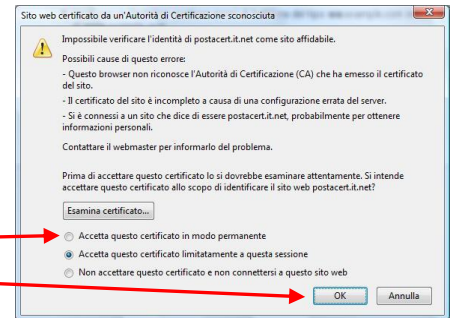 Sito web certificato da un'Autorità di Certificazione sconosciuta
Impossibile verificare l'identità di postacert.it.net come sito affidabile.
Possibili cause di questo errore:
- Questo browser non riconosce l'Autorità di Certificazione (CA) che ha emesso il certificato
del sito.
- Il certificato del sito è incompleto a causa di una configurazione errata del server.
- Si è connessi a un sito che dice di essere postacert.it.net, probabilmente per ottenere
informazioni personali.
Contattare il webmaster per informarlo del problema.
Prima di accettare questo certificato lo si dovrebbe esaminare attentamente. Si intende
accettare questo certificato allo scopo di identificare il sito web postacert.it.net?
Esamina certificato...
Accetta questo certificato in modo permanente
Accetta questo certificato limitatamente a questa sessione
Non accettare questo certificato e non connettersi a questo sito web
OK Annulla